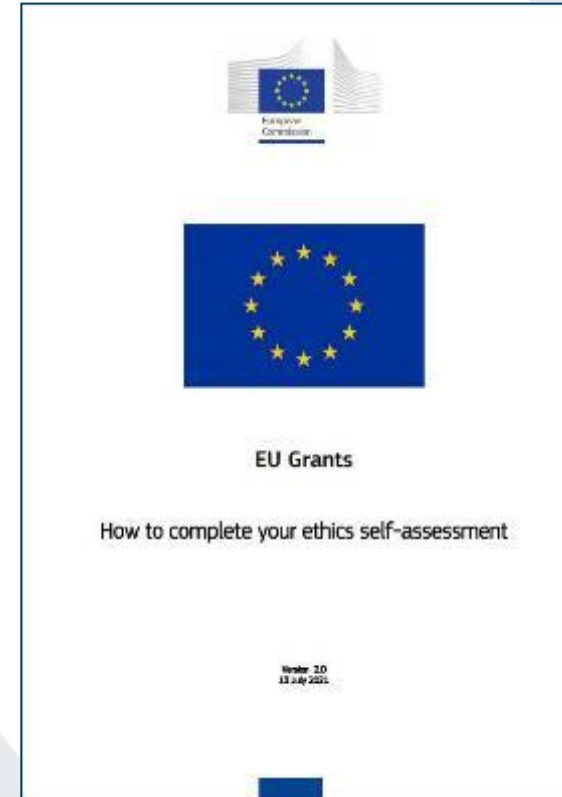 European
Commission
EU Grants
How to complete your ethics self-assessment
Version 2.0
13 July 2021